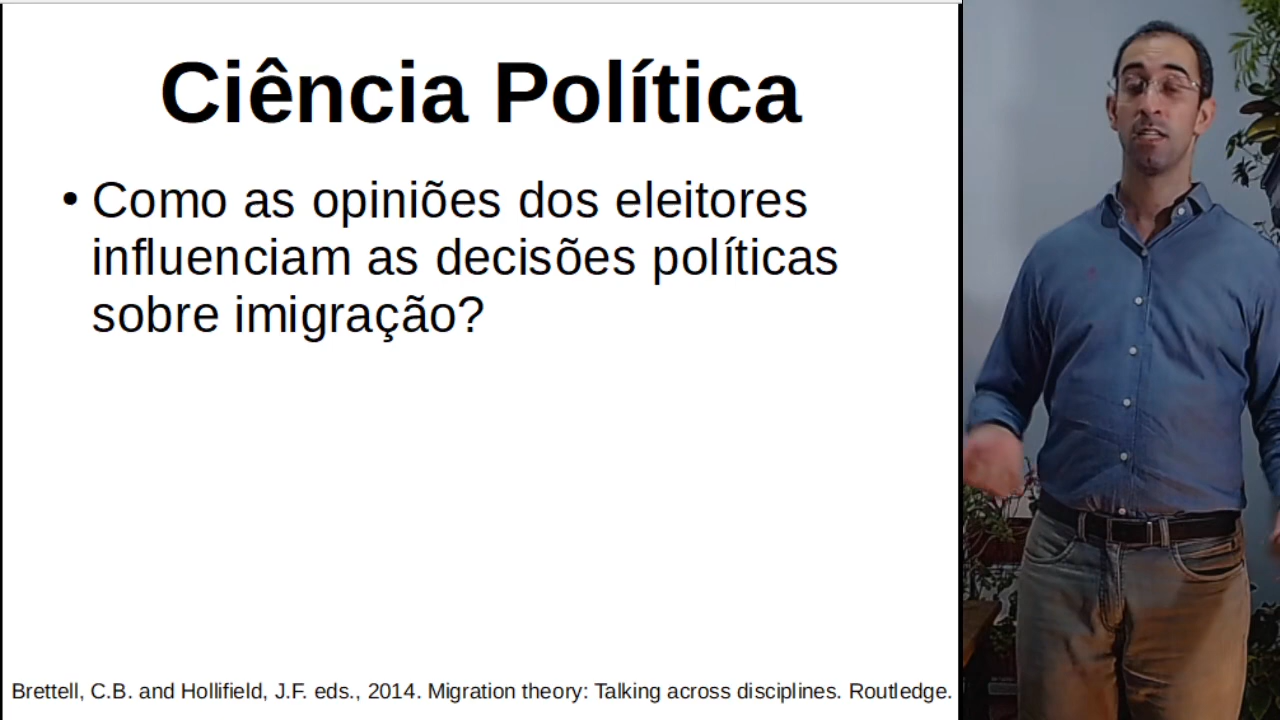 Ciência Política
• Como as opiniões dos eleitores
influenciam as decisões políticas
sobre imigração?
Brettell, C.B. and Hollifield, J.F. eds., 2014. Migration theory: Talking across disciplines. Routledge.